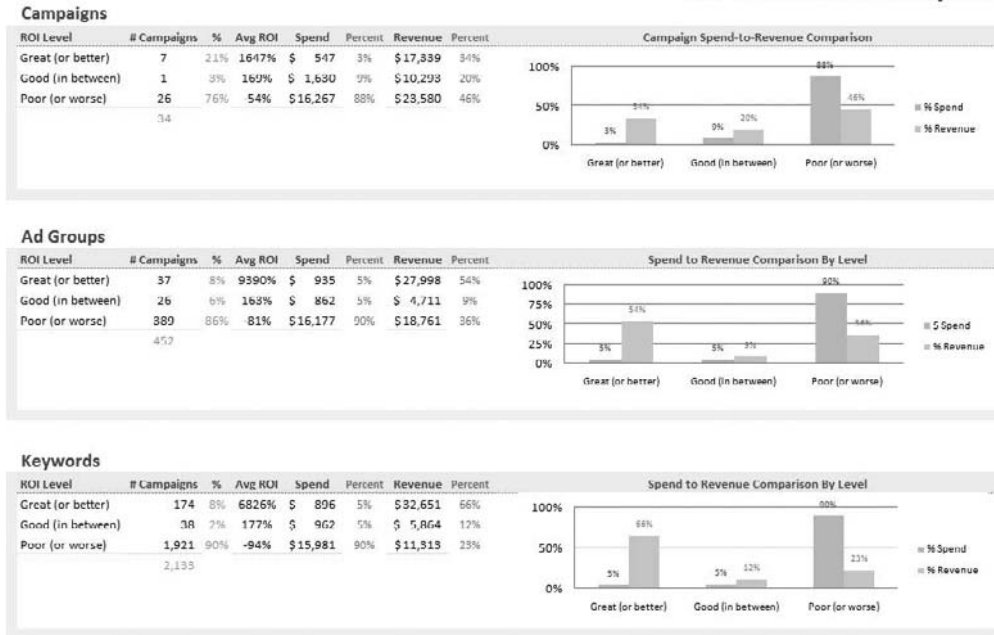 Campaigns
ROI Level # Campaigns % Avg ROI Spend Percent Revenue Percent
Great (or better) 7 21% 1647% $ 547 3% $17,339 34%
Good (in between) 1 3% 169% $ 1,630 9% $10,293 20%
Poor (or worse) 26 76% -54% $16,267 88% $23,580 46%
34
Campaign Spend-to-Revenue Comparison
100%
50%
0%
3% 34% 9% 20% 88% 46%
Great (or better) Good (in between) Poor (or worse)
% Spend
% Revenue
Ad Groups
ROI Level # Campaigns % Avg ROI Spend Percent Revenue Percent
Great (or better) 37 8% 9390% $ 935 5% $27,998 54%
Good (in between) 26 6% 163% $ 862 5% $ 4,711 9%
Poor (or worse) 389 86% -81% $16,177 90% $18,761 36%
452
Spend to Revenue Comparison By Level
100%
75%
50%
25%
0%
5% 54% 5% 9% 90% 36%
Great (or better) Good (in between) Poor (or worse)
$ Spend
% Revenue
Keywords
ROI Level # Campaigns % Avg ROI Spend Percent Revenue Percent
Great (or better) 174 8% 6826% $ 896 5% $32,651 66%
Good (in between) 38 2% 177% $ 962 5% $ 5,864 12%
Poor (or worse) 1,921 90% -94% $15,981 90% $11,313 23%
2,133
Spend to Revenue Comparison By Level
100%
50%
0%
5% 66% 5% 12% 90% 23%
Great (or better) Good (in between) Poor (or worse)
% Spend
% Revenue